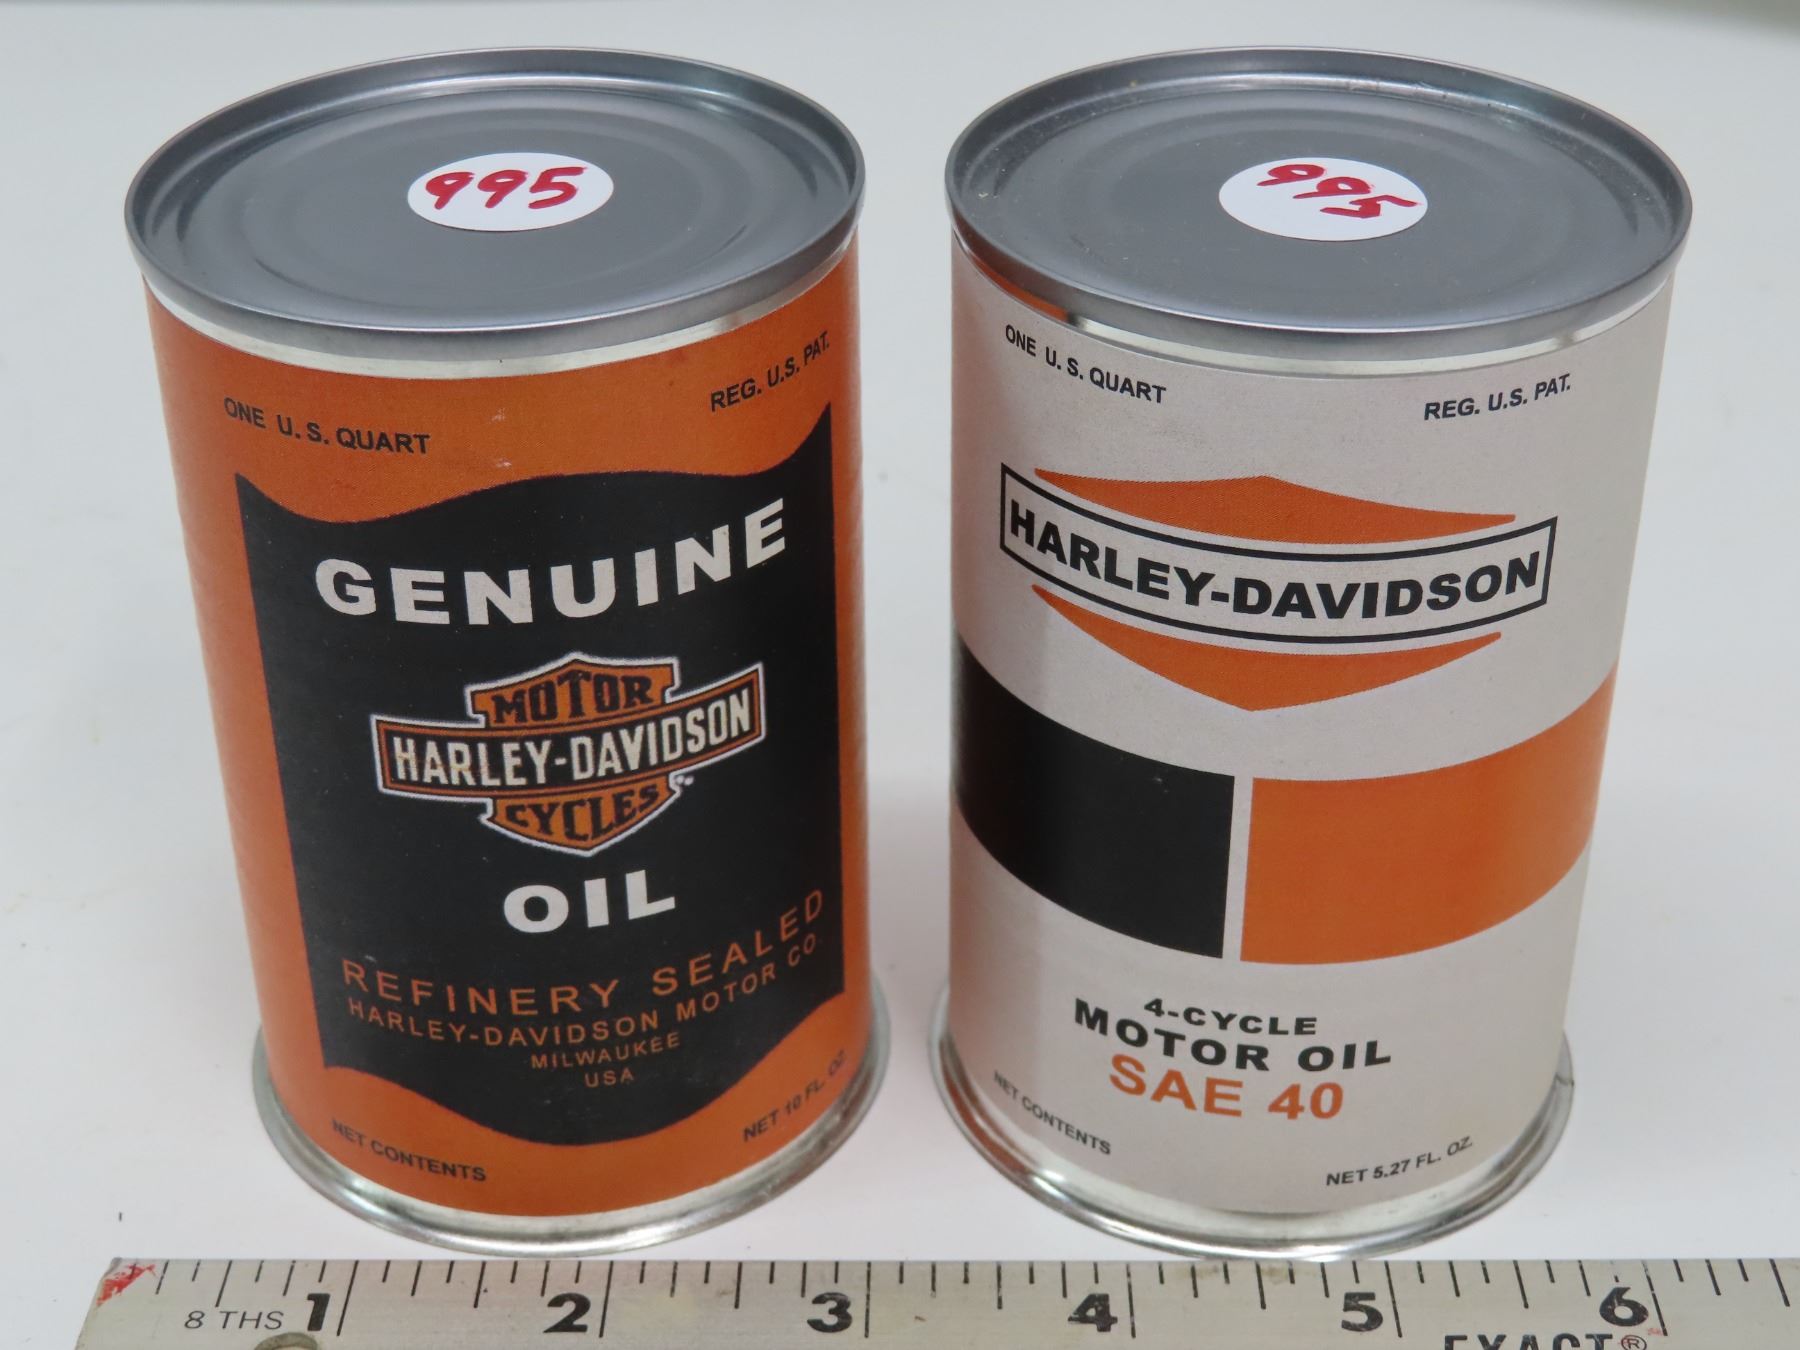 995
ONE U. S. QUART
REG. U.S. PAT.
GENUINE
MOTOR
HARLEY-DAVIDSON
CYCLES
OIL
REFINERY SEALED
HARLEY-DAVIDSON MOTOR CO.
MILWAUKEE
USA
NET CONTENTS
NET 10 FL. OZ.
995
ONE U. S. QUART
REG. U.S. PAT.
HARLEY-DAVIDSON
4-CYCLE
MOTOR OIL
SAE 40
NET CONTENTS
NET 5.27 FL. OZ.
8 THS 1 2 3 4 5 6
EXACT®